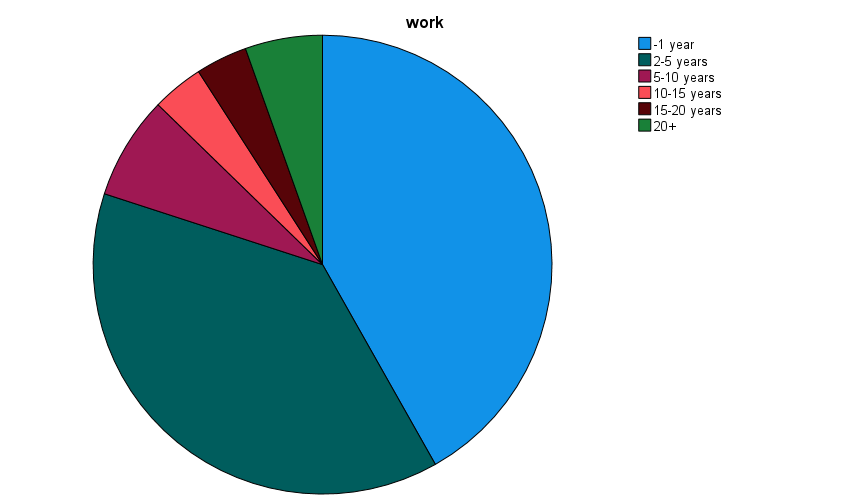 work
-1 year
2-5 years
5-10 years
10-15 years
15-20 years
20+